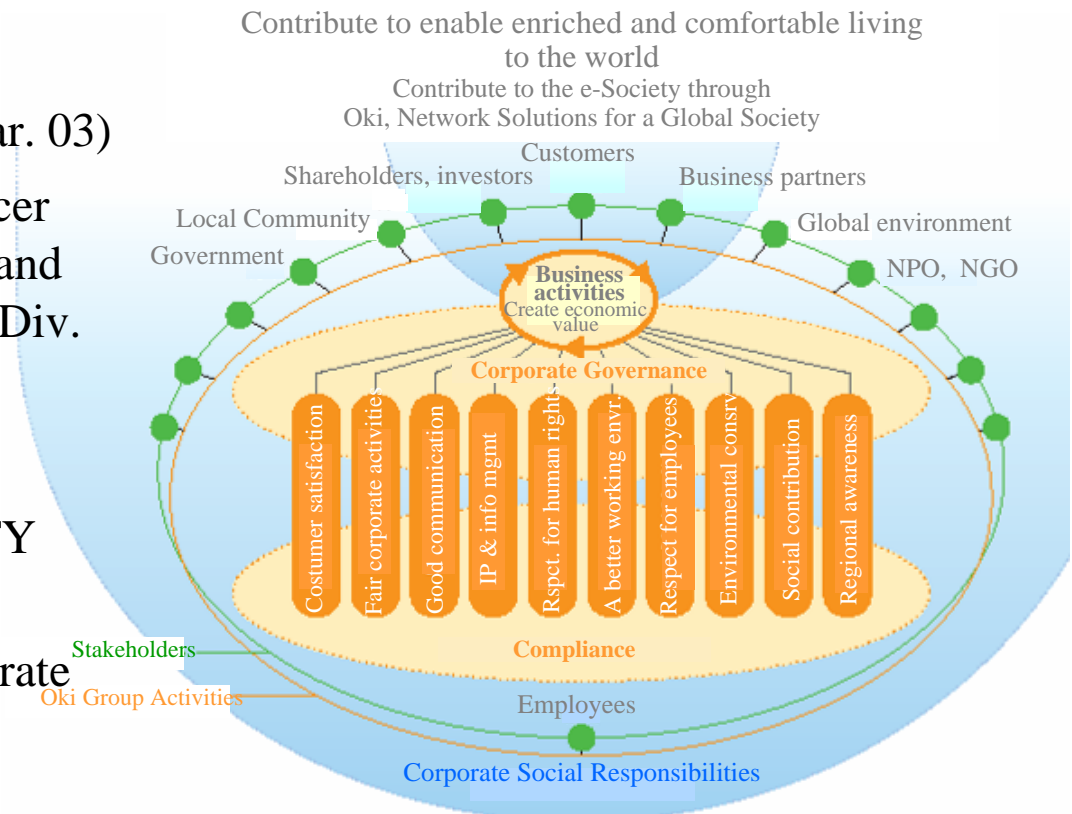 Contribute to enable enriched and comfortable living
to the world
Contribute to the e-Society through
Oki, Network Solutions for a Global Society
ar. 03)
cer
and
Div.
TY
rate
Customers
Shareholders, investors
Business partners
Local Community
Global environment
Government
NPO, NGO
Business
activities
Create economic
value
Corporate Governance
Costumer satisfaction
Fair corporate activities
Good communication
IP & info mgmt
Rspct. for human rights
A better working envr.
Respect for employees
Environmental consrv.
Social contribution
Regional awareness
Compliance
Stakeholders
Oki Group Activities
Employees
Corporate Social Responsibilities